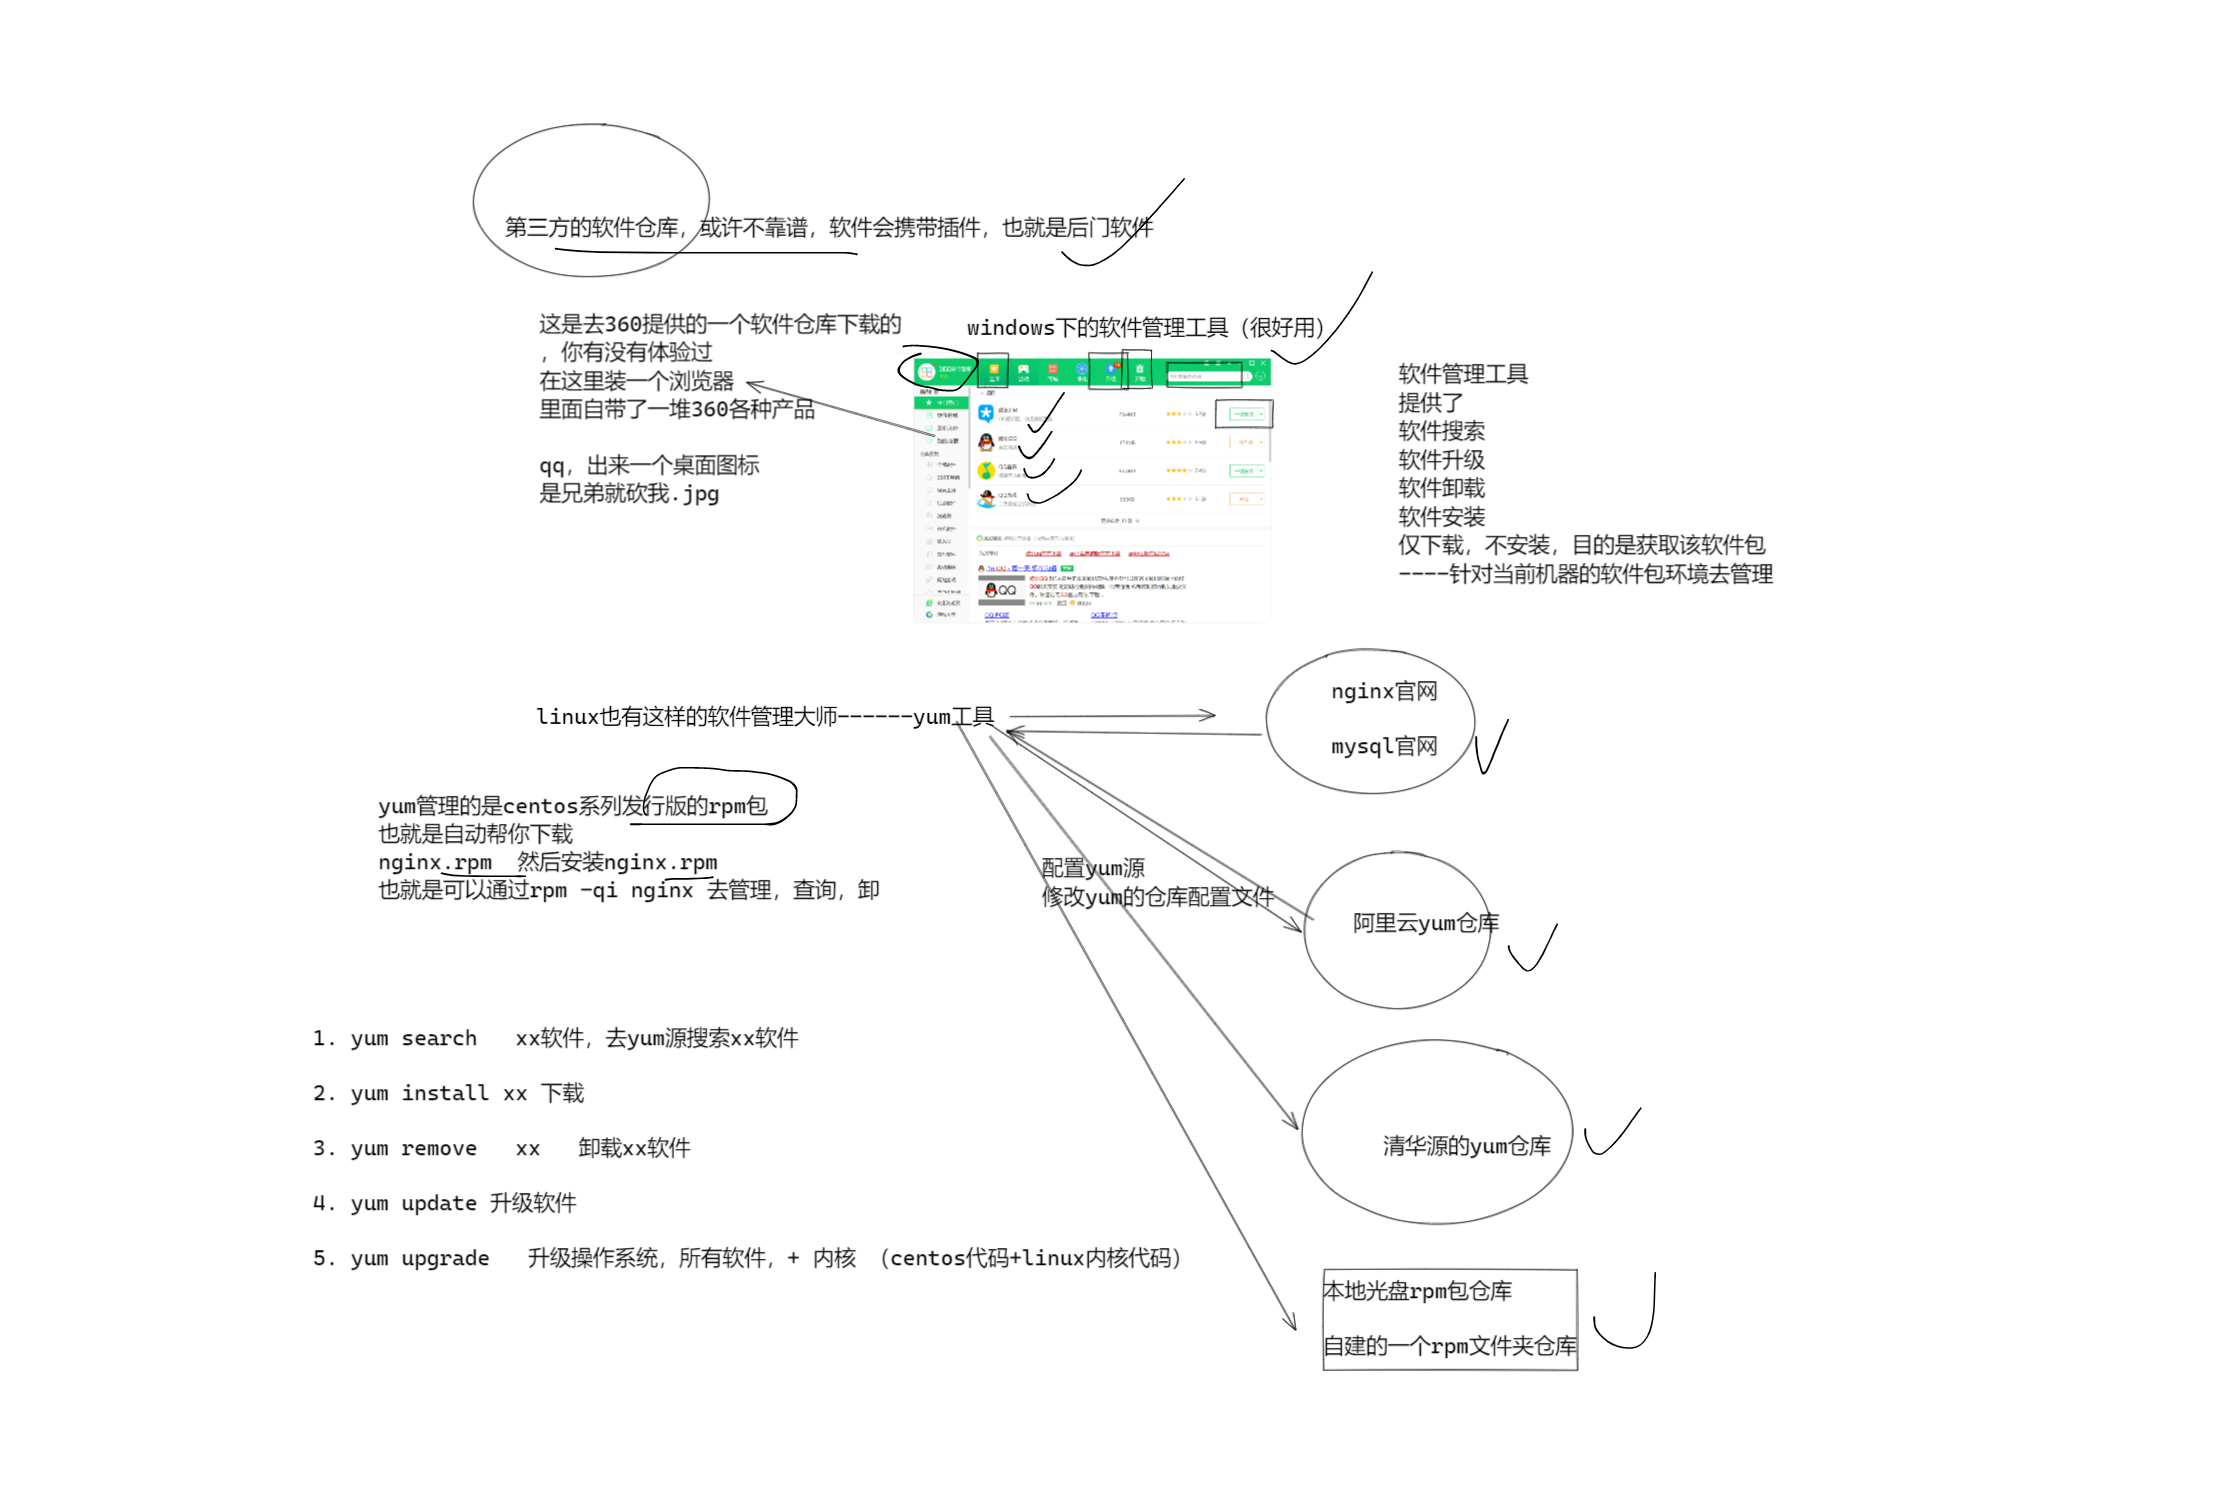 第三方的软件仓库，或许不靠谱，软件会携带插件，也就是后门软件
这是去360提供的一个软件仓库下载的
，你有没有体验过
在这里装一个浏览器
里面自带了一堆360各种产品
qq，出来一个桌面图标
是兄弟就砍我.jpg
windows下的软件管理工具（很好用）
QQ
软件管理工具
提供了
软件搜索
软件升级
软件卸载
软件安装
仅下载，不安装，目的是获取该软件包
----针对当前机器的软件包环境去管理
linux也有这样的软件管理大师------yum工具
nginx官网
mysql官网
yum管理的是centos系列发行版的rpm包
也就是自动帮你下载
nginx.rpm  然后安装nginx.rpm
也就是可以通过rpm -qi nginx 去管理，查询，卸
配置yum源
修改yum的仓库配置文件
阿里云yum仓库
清华源的yum仓库
本地光盘rpm包仓库
自建的一个rpm文件夹仓库
1. yum search   xx软件，去yum源搜索xx软件
2. yum install xx 下载
3. yum remove   xx   卸载xx软件
4. yum update 升级软件
5. yum upgrade   升级操作系统，所有软件，+ 内核 （centos代码+linux内核代码）